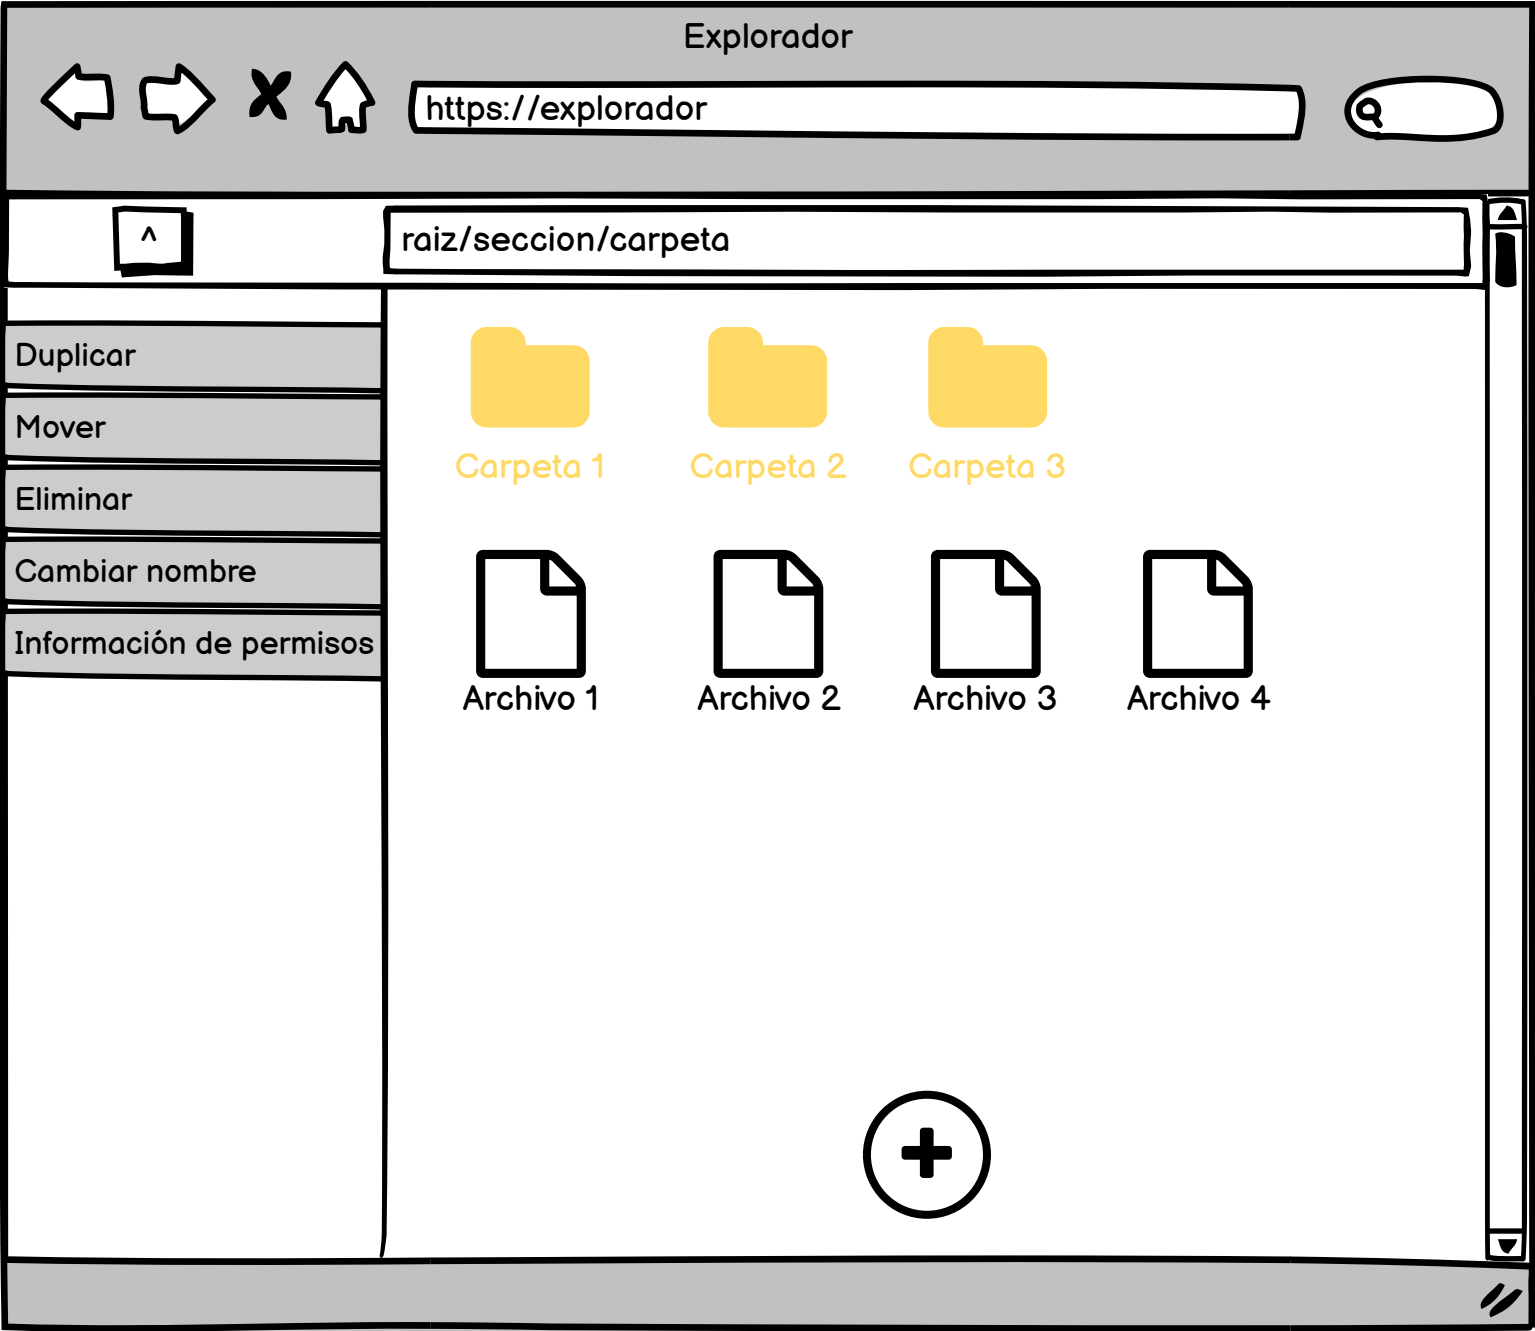 Explorador
https://explorador
^
raiz/seccion/carpeta
Duplicar
Mover
Eliminar
Cambiar nombre
Información de permisos
Carpeta 1
Carpeta 2
Carpeta 3
Archivo 1
Archivo 2
Archivo 3
Archivo 4